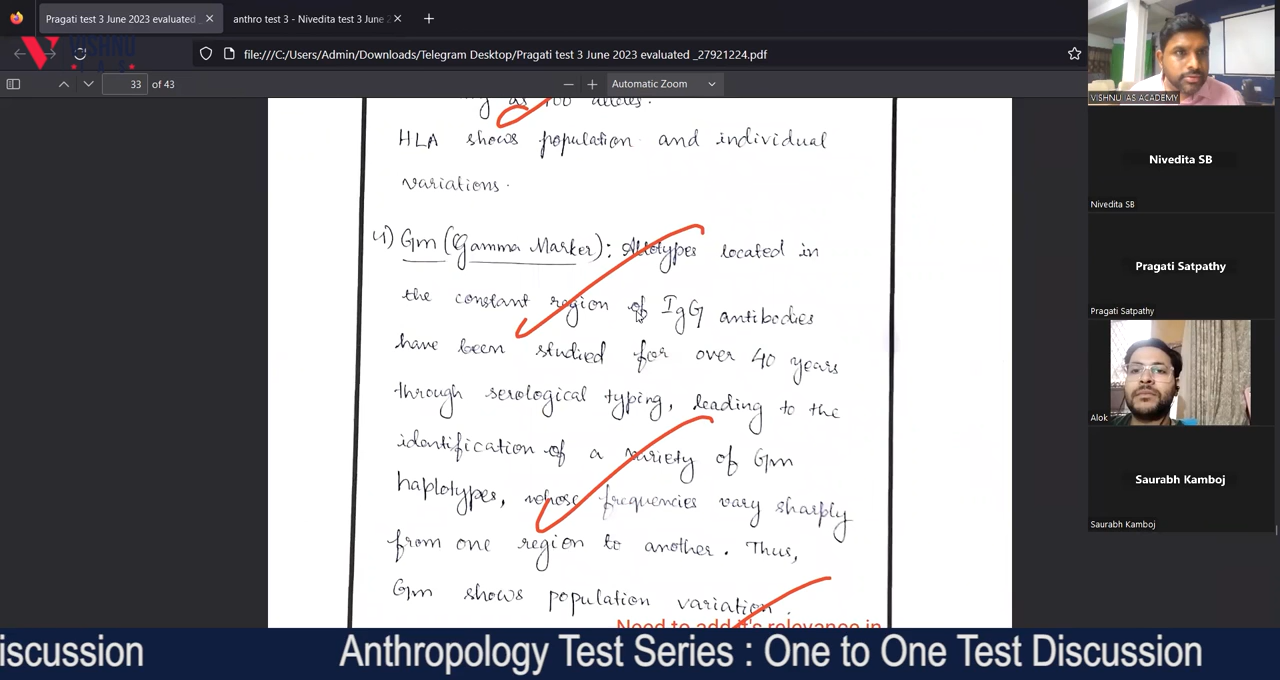 Pragati test 3 June 2023 evaluated _
anthro test 3 - Nivedita test 3 June 2
VISHNU
I A S
file:///C:/Users/Admin/Downloads/Telegram Desktop/Pragati test 3 June 2023 evaluated _27921224.pdf
33 of 43
Automatic Zoom
as 100 alleles.
HLA shows population and individual
variations.
4) Gm (Gamma Marker): Allotypes located in
the constant region of IgG antibodies
have been studied for over 40 years
through serological typing, leading to the
identification of a variety of Gm
haplotypes, whose frequencies vary sharply
from one region to another. Thus,
Gm shows population variation.
Need to add it's relevance in
VISHNU IAS ACADEMY
Nivedita SB
Nivedita SB
Pragati Satpathy
Pragati Satpathy
Alok
Saurabh Kamboj
Saurabh Kamboj
iscussion
Anthropology Test Series : One to One Test Discussion